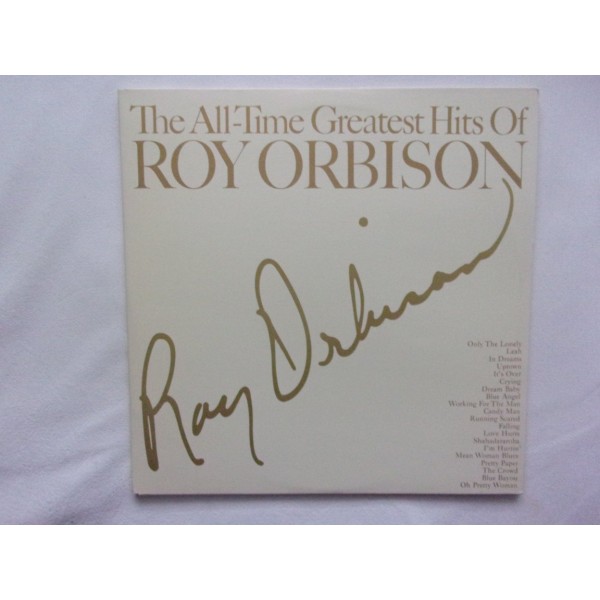 The All-Time Greatest Hits Of
ROY ORBISON
Roy Orbison
Only The Lonely
Leah
In Dreams
Uptown
It's Over
Crying
Dream Baby
Blue Angel
Working For The Man
Candy Man
Running Scared
Falling
Love Hurts
Shahadararoba
I'm Hurtin'
Mean Woman Blues
Pretty Paper
The Crowd
Blue Bayou
Oh Pretty Woman